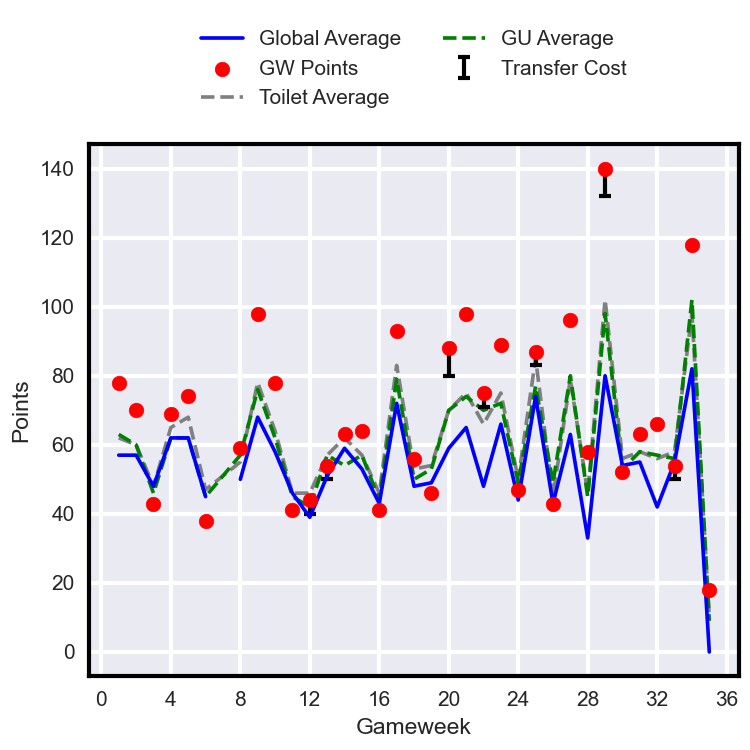 Global Average
GW Points
Toilet Average
GU Average
Transfer Cost
Points
140
120
100
80
60
40
20
0
0 4 8 12 16 20 24 28 32 36
Gameweek